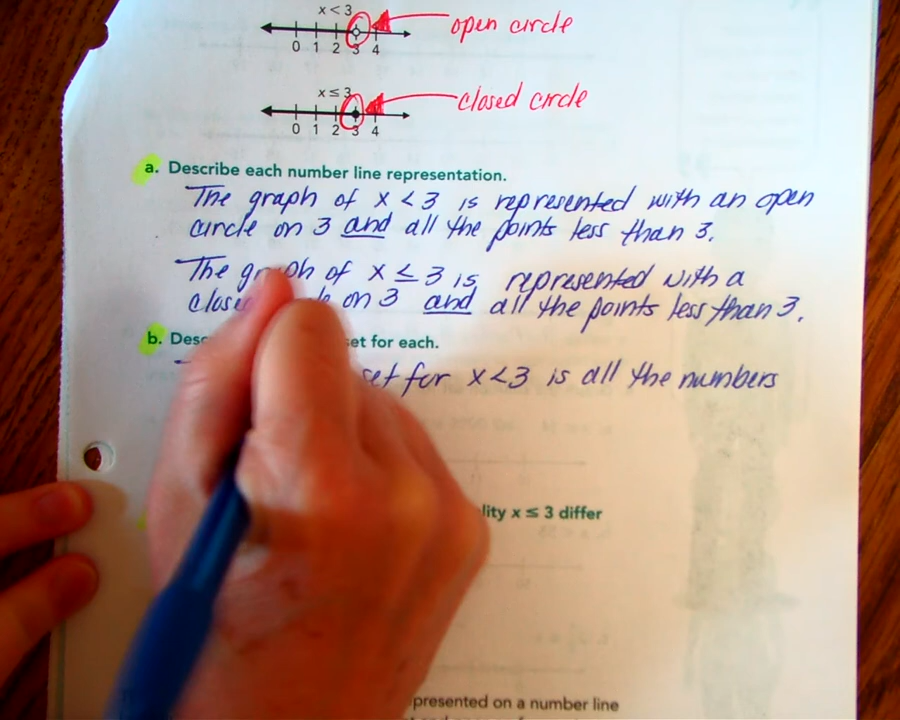 x < 3
open circle
0 1 2 3 4
x ≤ 3
closed circle
0 1 2 3 4
a. Describe each number line representation.
The graph of x < 3 is represented with an open
circle on 3 and all the points less than 3.
The graph of x ≤ 3 is represented with a
on 3 and all the points less than 3.
b. set for each.
set for x<3 is all the numbers
x ≤ 3 differ
on a number line